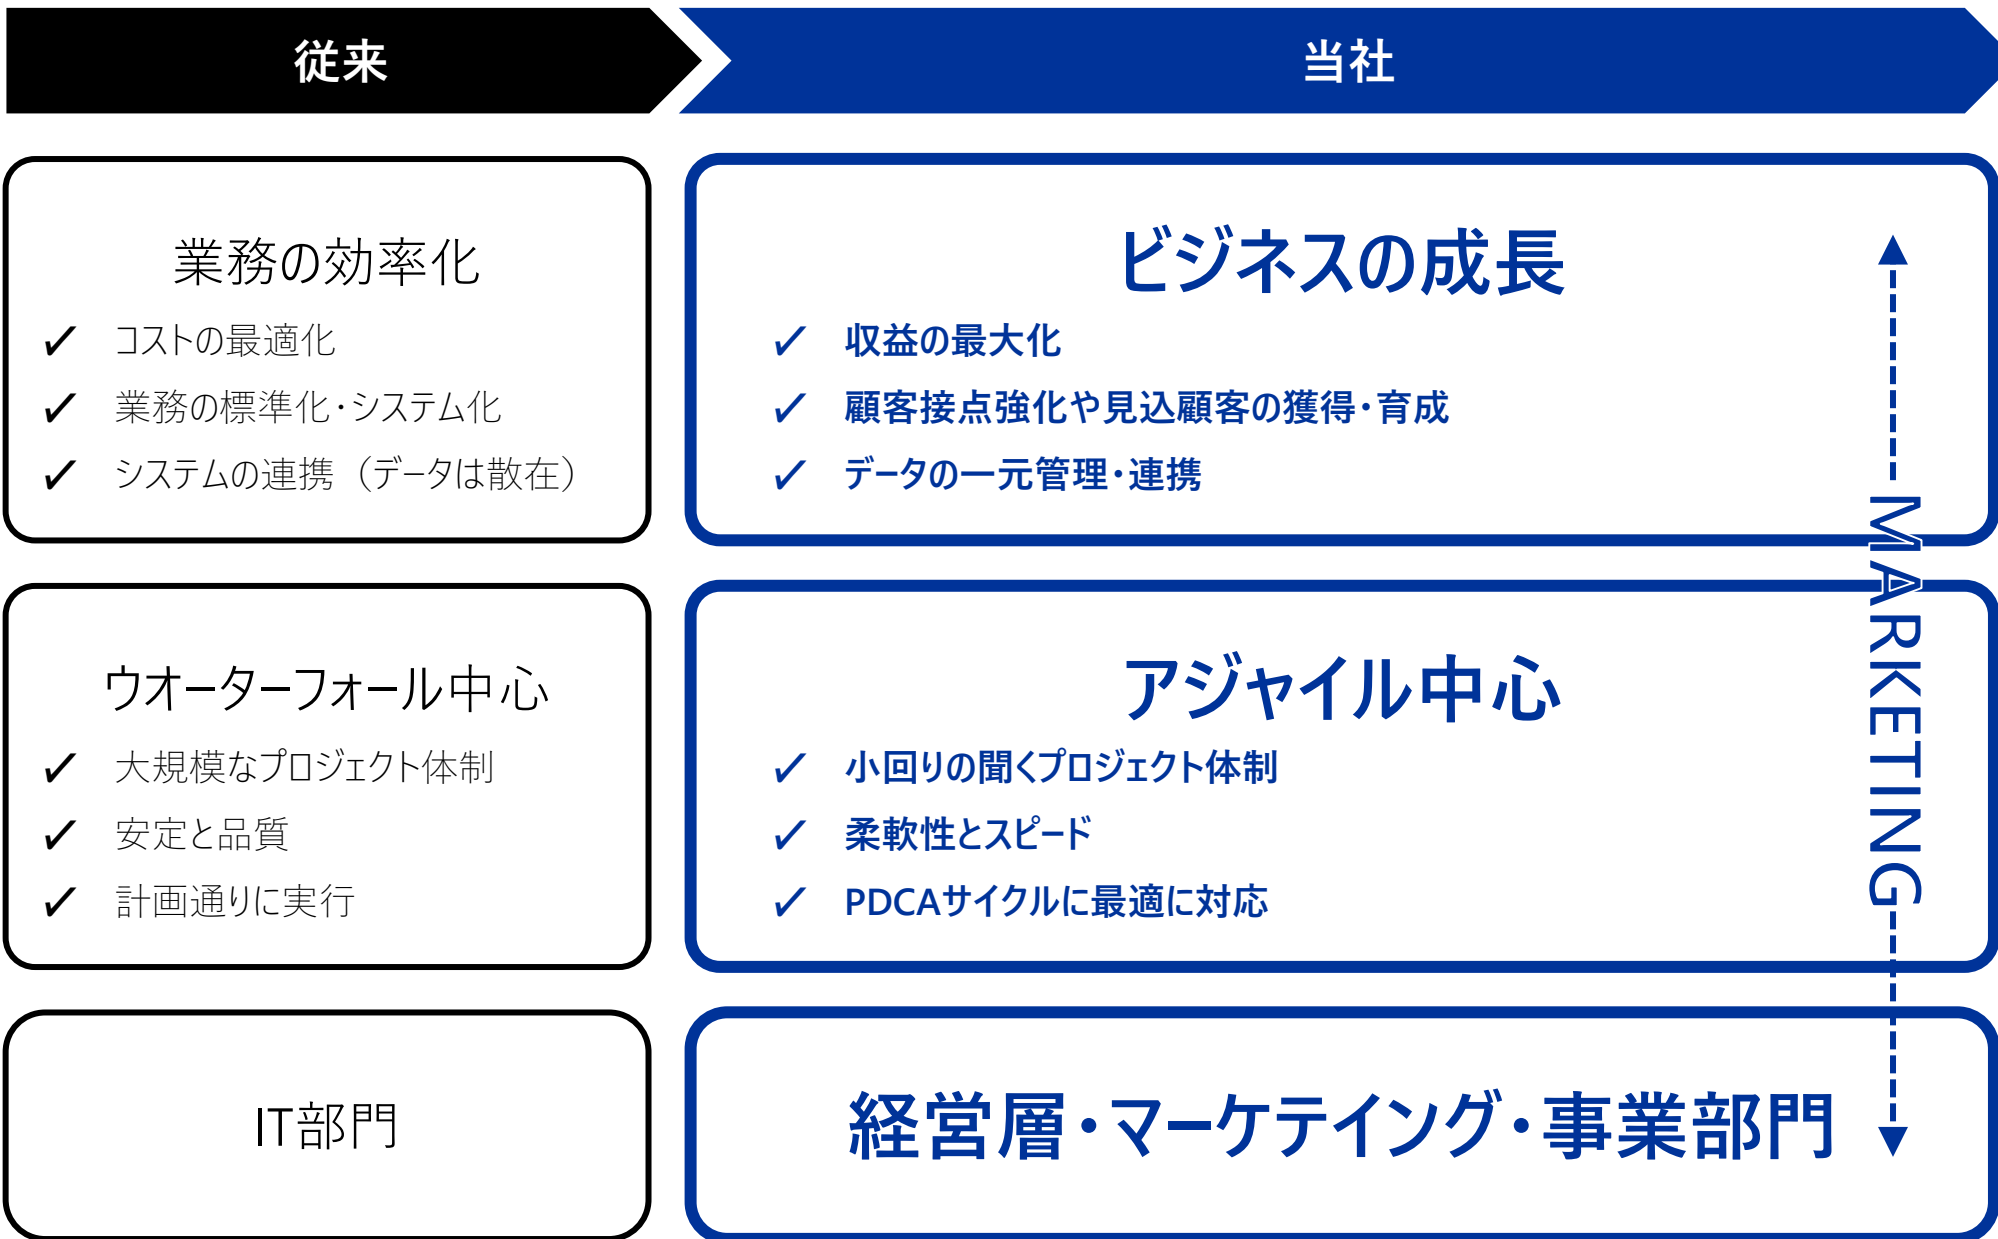 従来
当社
業務の効率化
✓ コストの最適化
✓ 業務の標準化・システム化
✓ システムの連携（データは散在）
ビジネスの成長
✓ 収益の最大化
✓ 顧客接点強化や見込顧客の獲得・育成
✓ データの一元管理・連携
ウオーターフォール中心
✓ 大規模なプロジェクト体制
✓ 安定と品質
✓ 計画通りに実行
アジャイル中心
✓ 小回りの聞くプロジェクト体制
✓ 柔軟性とスピード
✓ PDCAサイクルに最適に対応
IT部門
経営層・マーケテイング・事業部門
MARKETING